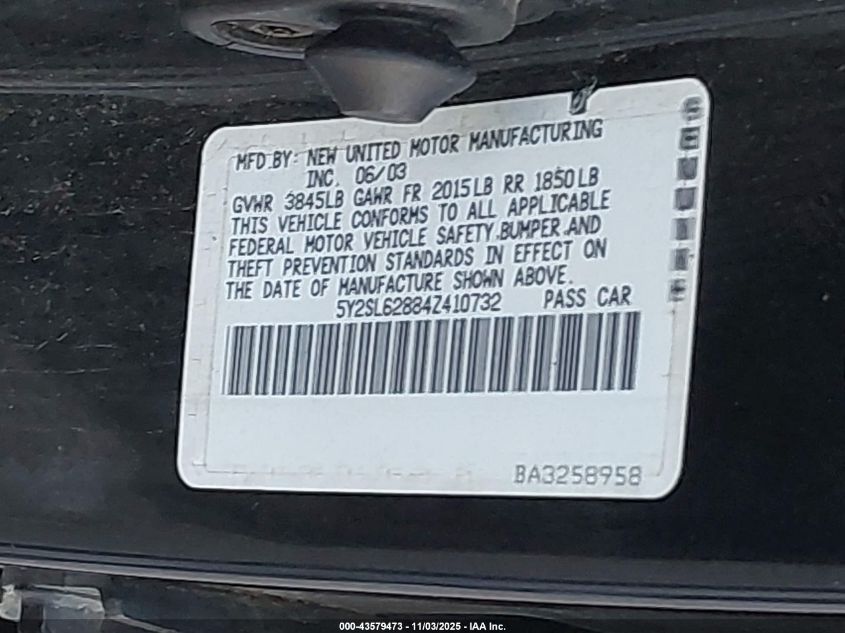 MFD.BY: NEW UNITED MOTOR MANUFACTURING
INC. 06/03
GVWR 3845LB GAWR FR 2015LB RR 1850LB
THIS VEHICLE CONFORMS TO ALL APPLICABLE
FEDERAL MOTOR VEHICLE SAFETY,BUMPER,AND
THEFT PREVENTION STANDARDS IN EFFECT ON
THE DATE OF MANUFACTURE SHOWN ABOVE.
5Y2SL62884Z410732 PASS CAR
BA3258958
000-43579473 - 11/03/2025 - IAA Inc.